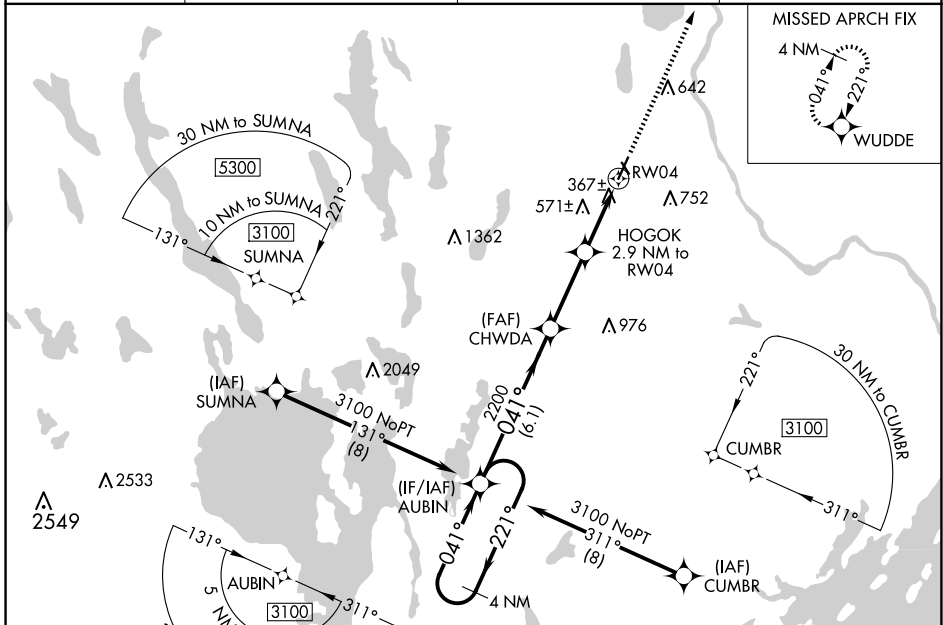 MISSED APRCH FIX
4 NM
041°
221°
WUDDE
642
30 NM to SUMNA
5300
10 NM to SUMNA
3100
221°
131°
SUMNA
RW04
367±
571±
752
1362
HOGOK
2.9 NM to
RW04
(FAF)
CHWDA
976
2049
(IAF)
SUMNA
3100 NoPT
131°
(8)
2200
041°
(6.1)
30 NM to CUMBR
221°
3100
CUMBR
311°
2533
2549
(IF/IAF)
AUBIN
041°
221°
4 NM
3100 NoPT
311°
(8)
(IAF)
CUMBR
131°
AUBIN
311°
5 NM
3100